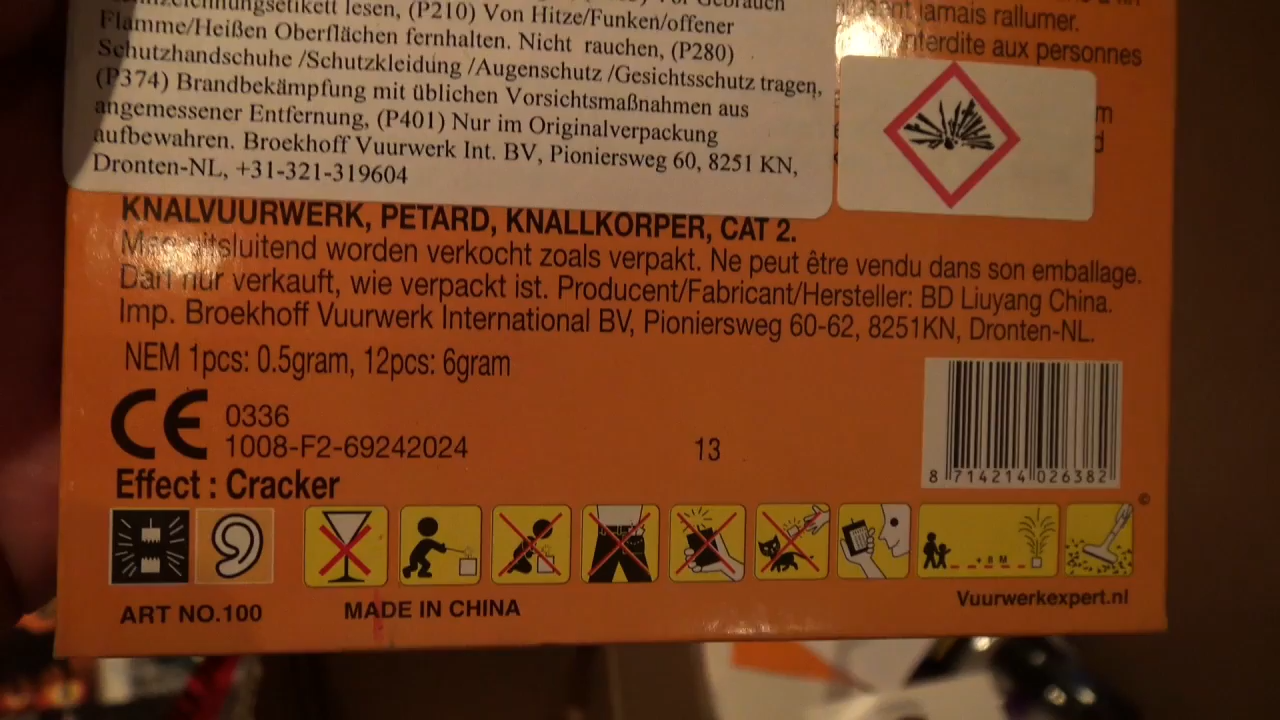 lesen, (P210) Von Hitze/Funken/offener
Flamme/Heißen Oberflächen fernhalten. Nicht rauchen, (P280)
Schutzhandschuhe /Schutzkleidung /Augenschutz /Gesichtsschutz tragen,
(P374) Brandbekämpfung mit üblichen Vorsichtsmaßnahmen aus
angemessener Entfernung, (P401) Nur im Originalverpackung
aufbewahren. Broekhoff Vuurwerk Int. BV, Pioniersweg 60, 8251 KN,
Dronten-NL, +31-321-319604
jamais rallumer.
interdite aux personnes
KNALVUURWERK, PETARD, KNALLKORPER, CAT 2.
Mag uitsluitend worden verkocht zoals verpakt. Ne peut être vendu dans son emballage.
Darf nur verkauft, wie verpackt ist. Producent/Fabricant/Hersteller: BD Liuyang China.
Imp. Broekhoff Vuurwerk International BV, Pioniersweg 60-62, 8251KN, Dronten-NL.
NEM 1pcs: 0.5gram, 12pcs: 6gram
CE 0336
1008-F2-69242024 13
Effect : Cracker
8 714214 026382
©
8 M
ART NO.100 MADE IN CHINA Vuurwerkexpert.nl